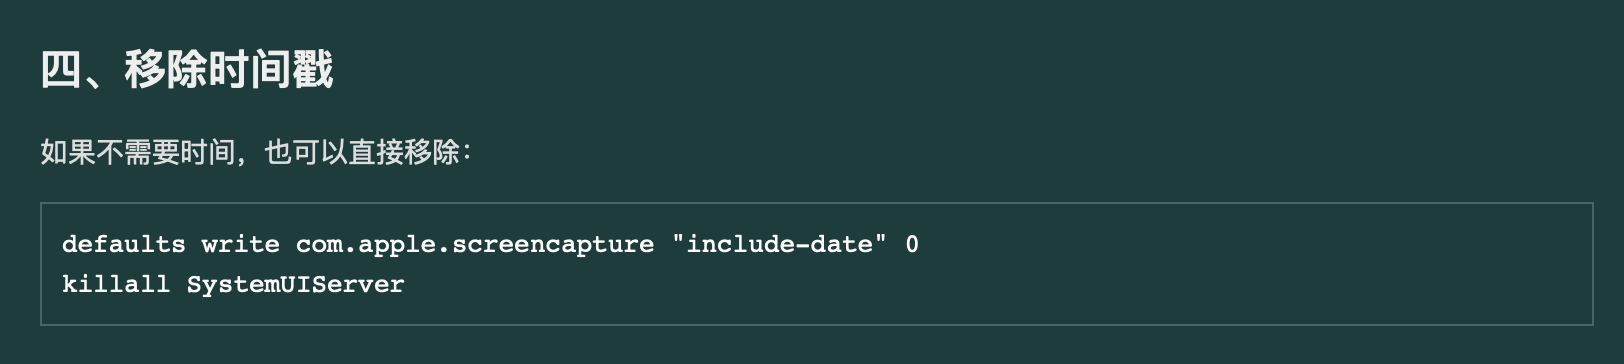 四、移除时间戳
如果不需要时间，也可以直接移除：
defaults write com.apple.screencapture "include-date" 0
killall SystemUIServer